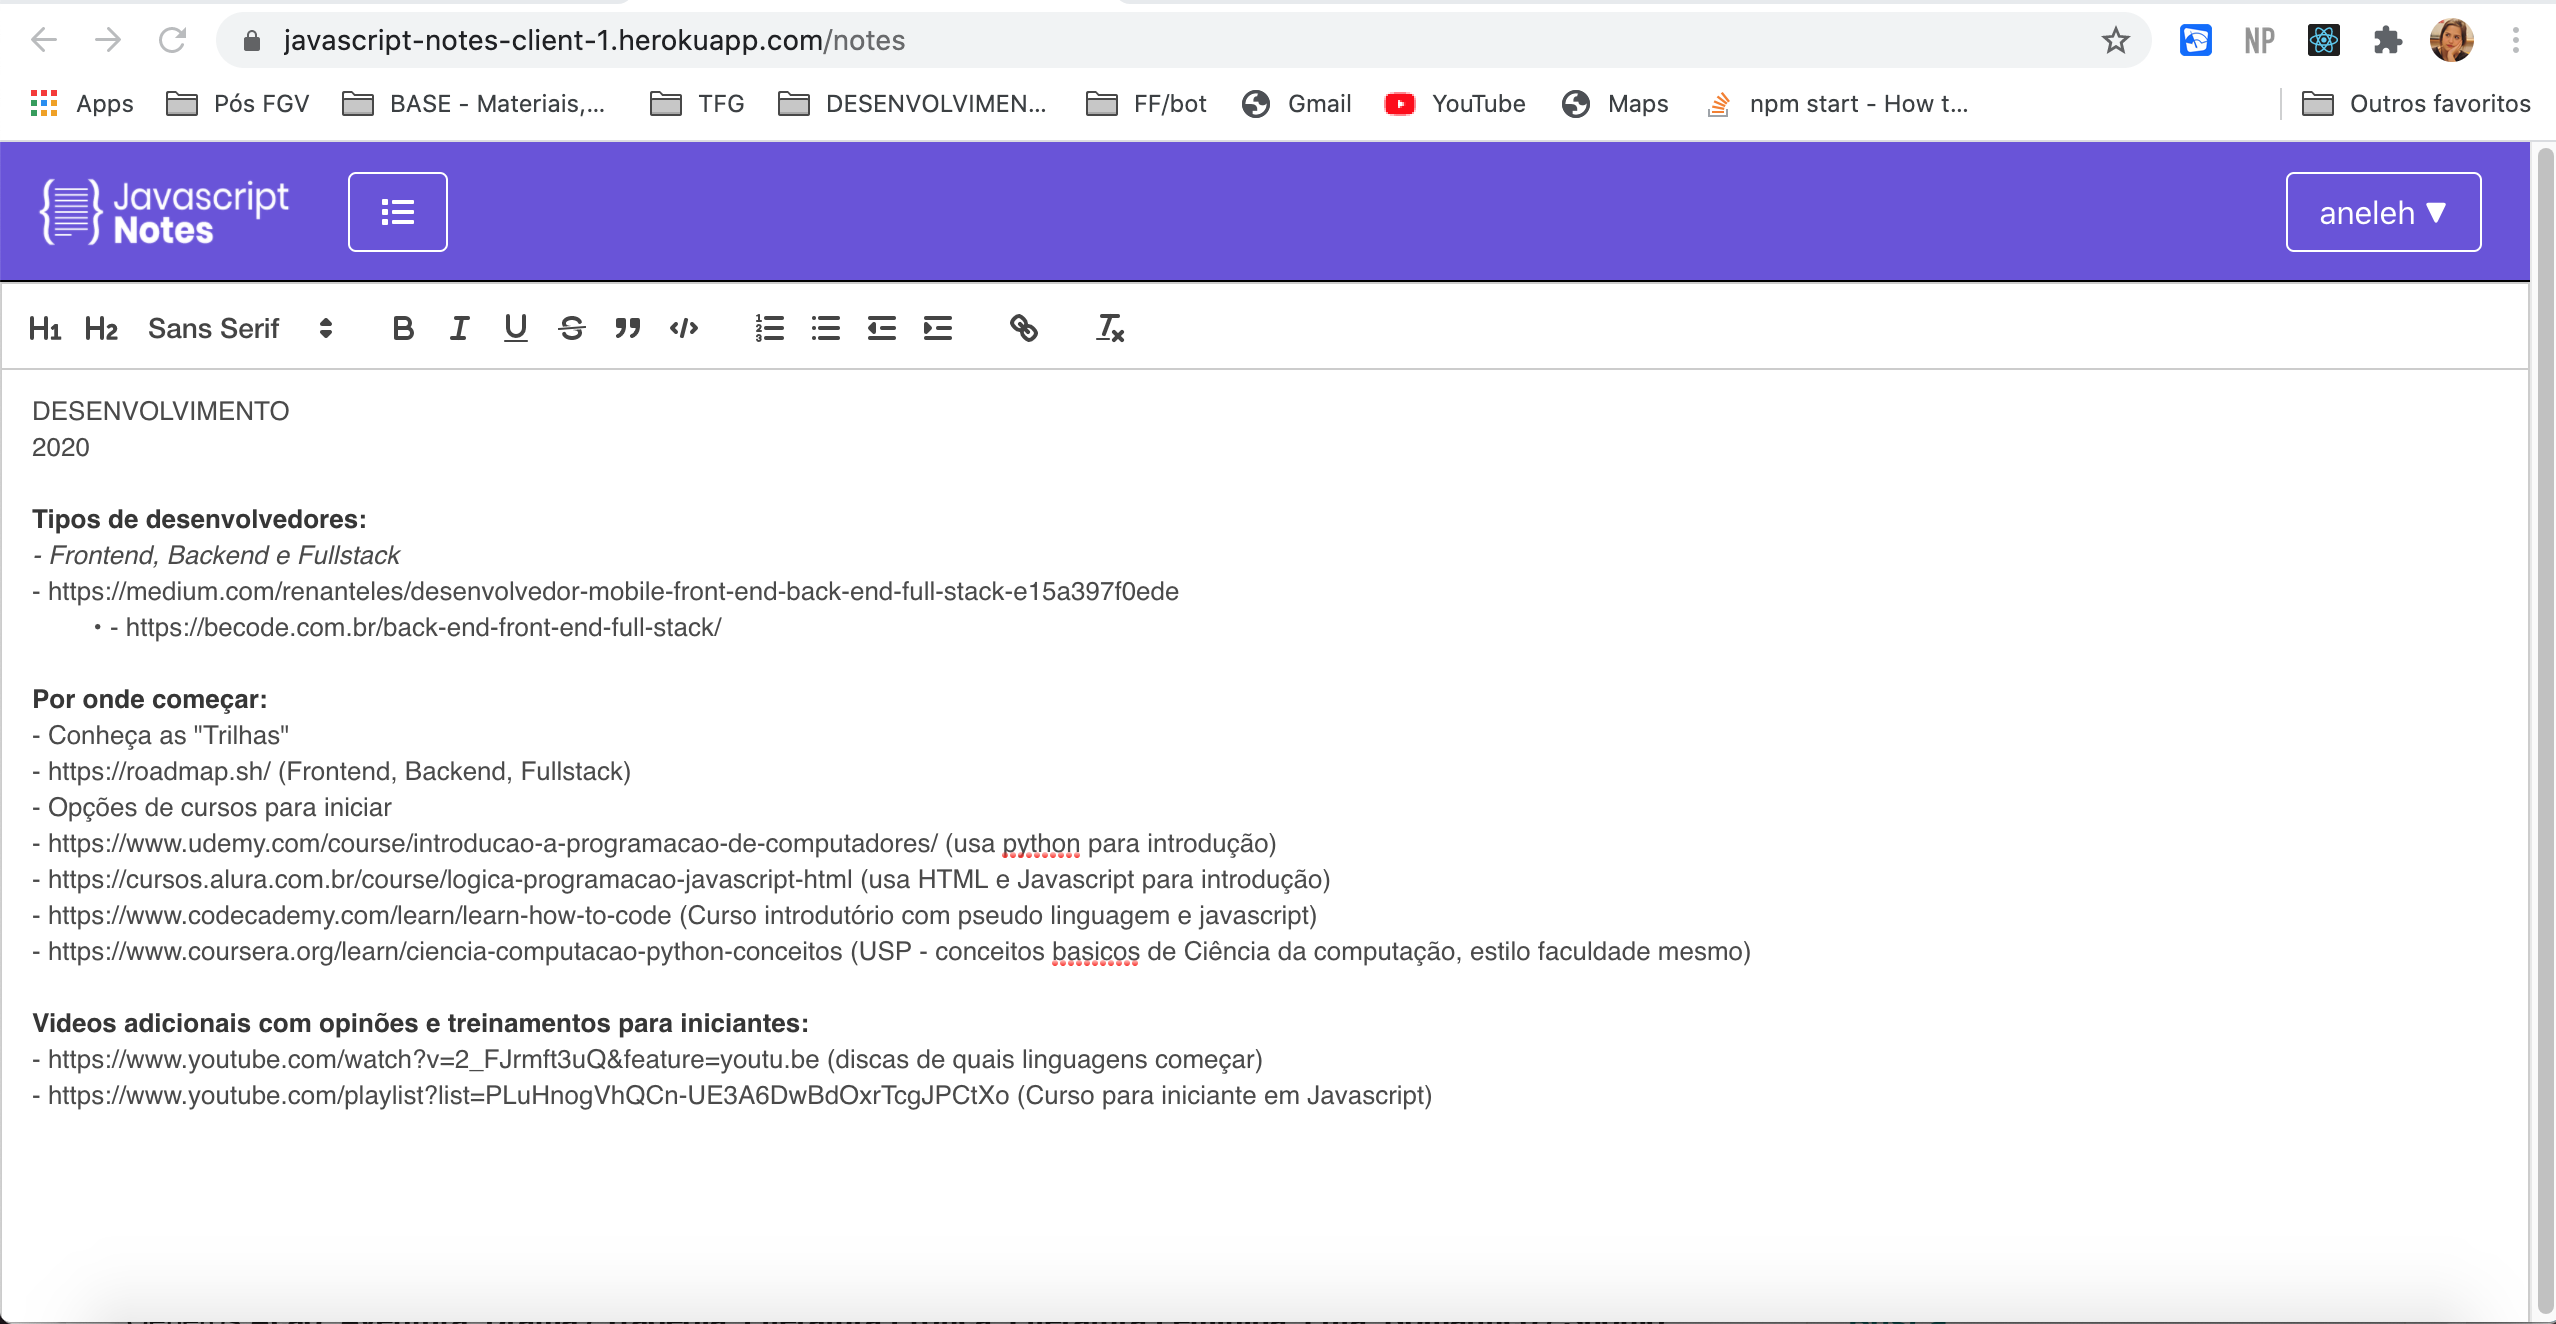 javascript-notes-client-1.herokuapp.com/notes
NP
Apps Pós FGV BASE - Materiais,... TFG DESENVOLVIMEN... FF/bot Gmail YouTube Maps npm start - How t... Outros favoritos
Javascript
Notes
aneleh ▼
H1 H2 Sans Serif B I U S
DESENVOLVIMENTO
2020
Tipos de desenvolvedores:
- Frontend, Backend e Fullstack
- https://medium.com/renanteles/desenvolvedor-mobile-front-end-back-end-full-stack-e15a397f0ede
• - https://becode.com.br/back-end-front-end-full-stack/
Por onde começar:
- Conheça as "Trilhas"
- https://roadmap.sh/ (Frontend, Backend, Fullstack)
- Opções de cursos para iniciar
- https://www.udemy.com/course/introducao-a-programacao-de-computadores/ (usa python para introdução)
- https://cursos.alura.com.br/course/logica-programacao-javascript-html (usa HTML e Javascript para introdução)
- https://www.codecademy.com/learn/learn-how-to-code (Curso introdutório com pseudo linguagem e javascript)
- https://www.coursera.org/learn/ciencia-computacao-python-conceitos (USP - conceitos basicos de Ciência da computação, estilo faculdade mesmo)
Videos adicionais com opinões e treinamentos para iniciantes:
- https://www.youtube.com/watch?v=2_FJrmft3uQ&feature=youtu.be (discas de quais linguagens começar)
- https://www.youtube.com/playlist?list=PLuHnogVhQCn-UE3A6DwBdOxrTcgJPCtXo (Curso para iniciante em Javascript)